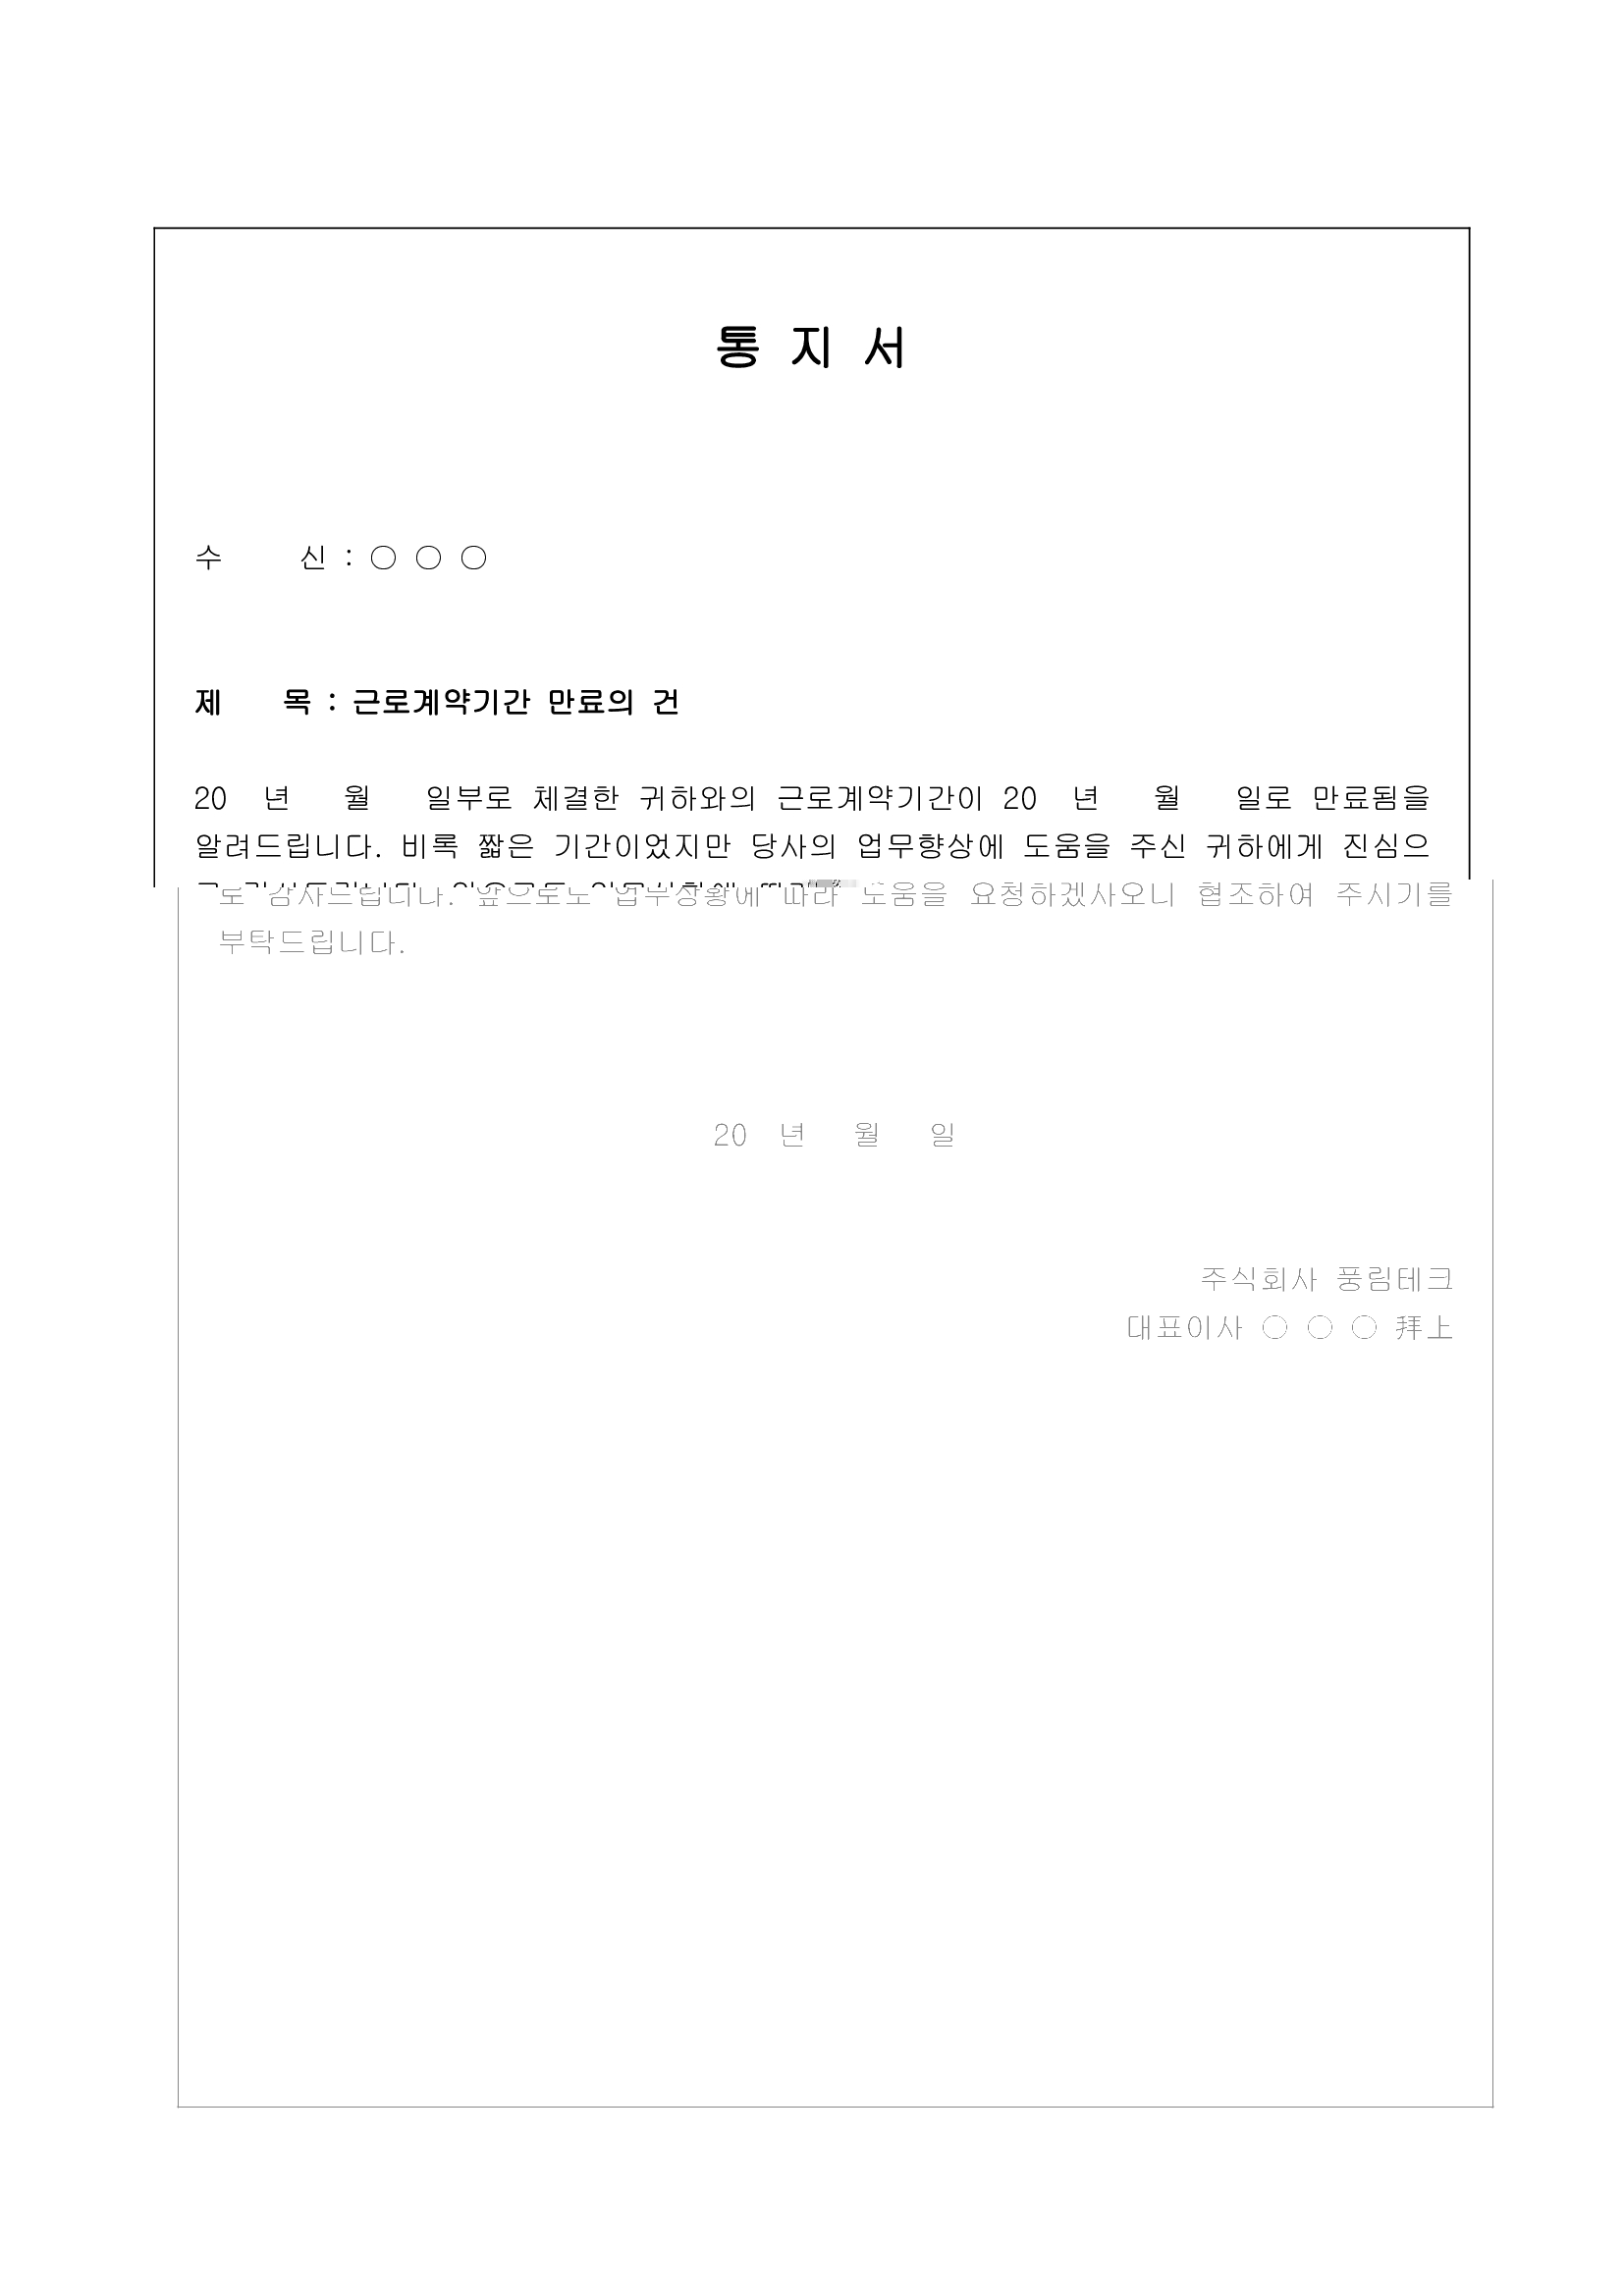 통 지 서
수 신 : ○ ○ ○
제 목 : 근로계약기간 만료의 건
20 년 월 일부로 체결한 귀하와의 근로계약기간이 20 년 월 일로 만료됨을
알려드립니다. 비록 짧은 기간이었지만 당사의 업무향상에 도움을 주신 귀하에게 진심으
로 감사드립니다. 앞으로도 업무상황에 따라 도움을 요청하겠사오니 협조하여 주시기를
부탁드립니다.
20 년 월 일
주식회사 풍림테크
대표이사 ○ ○ ○ 拜上